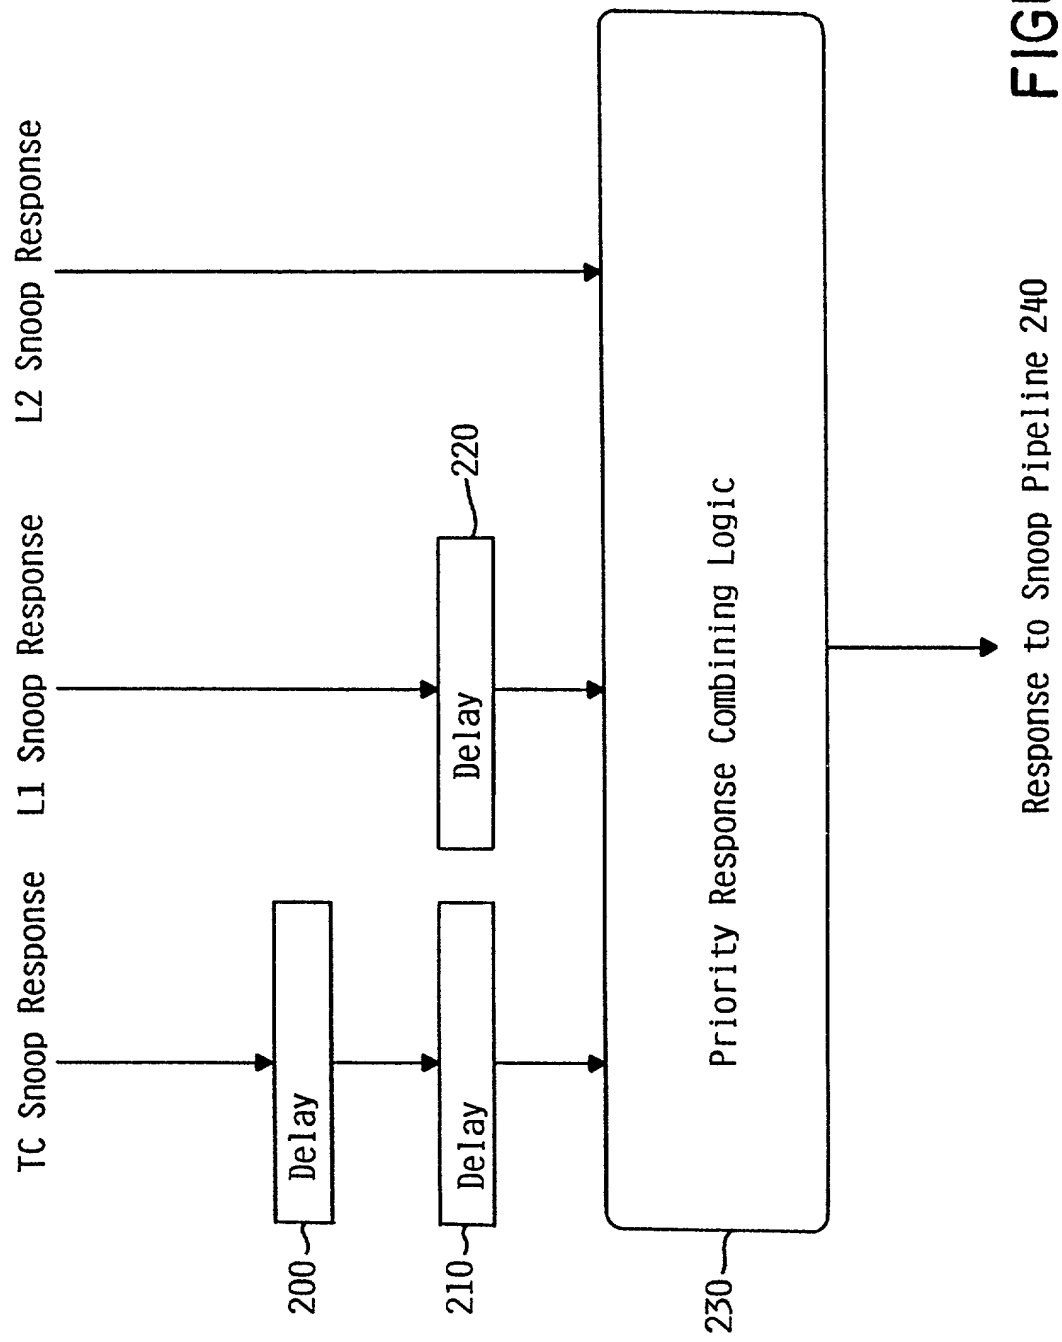 TC Snoop Response
L1 Snoop Response
L2 Snoop Response
200
Delay
210
Delay
Delay
220
230
Priority Response Combining Logic
Response to Snoop Pipeline 240